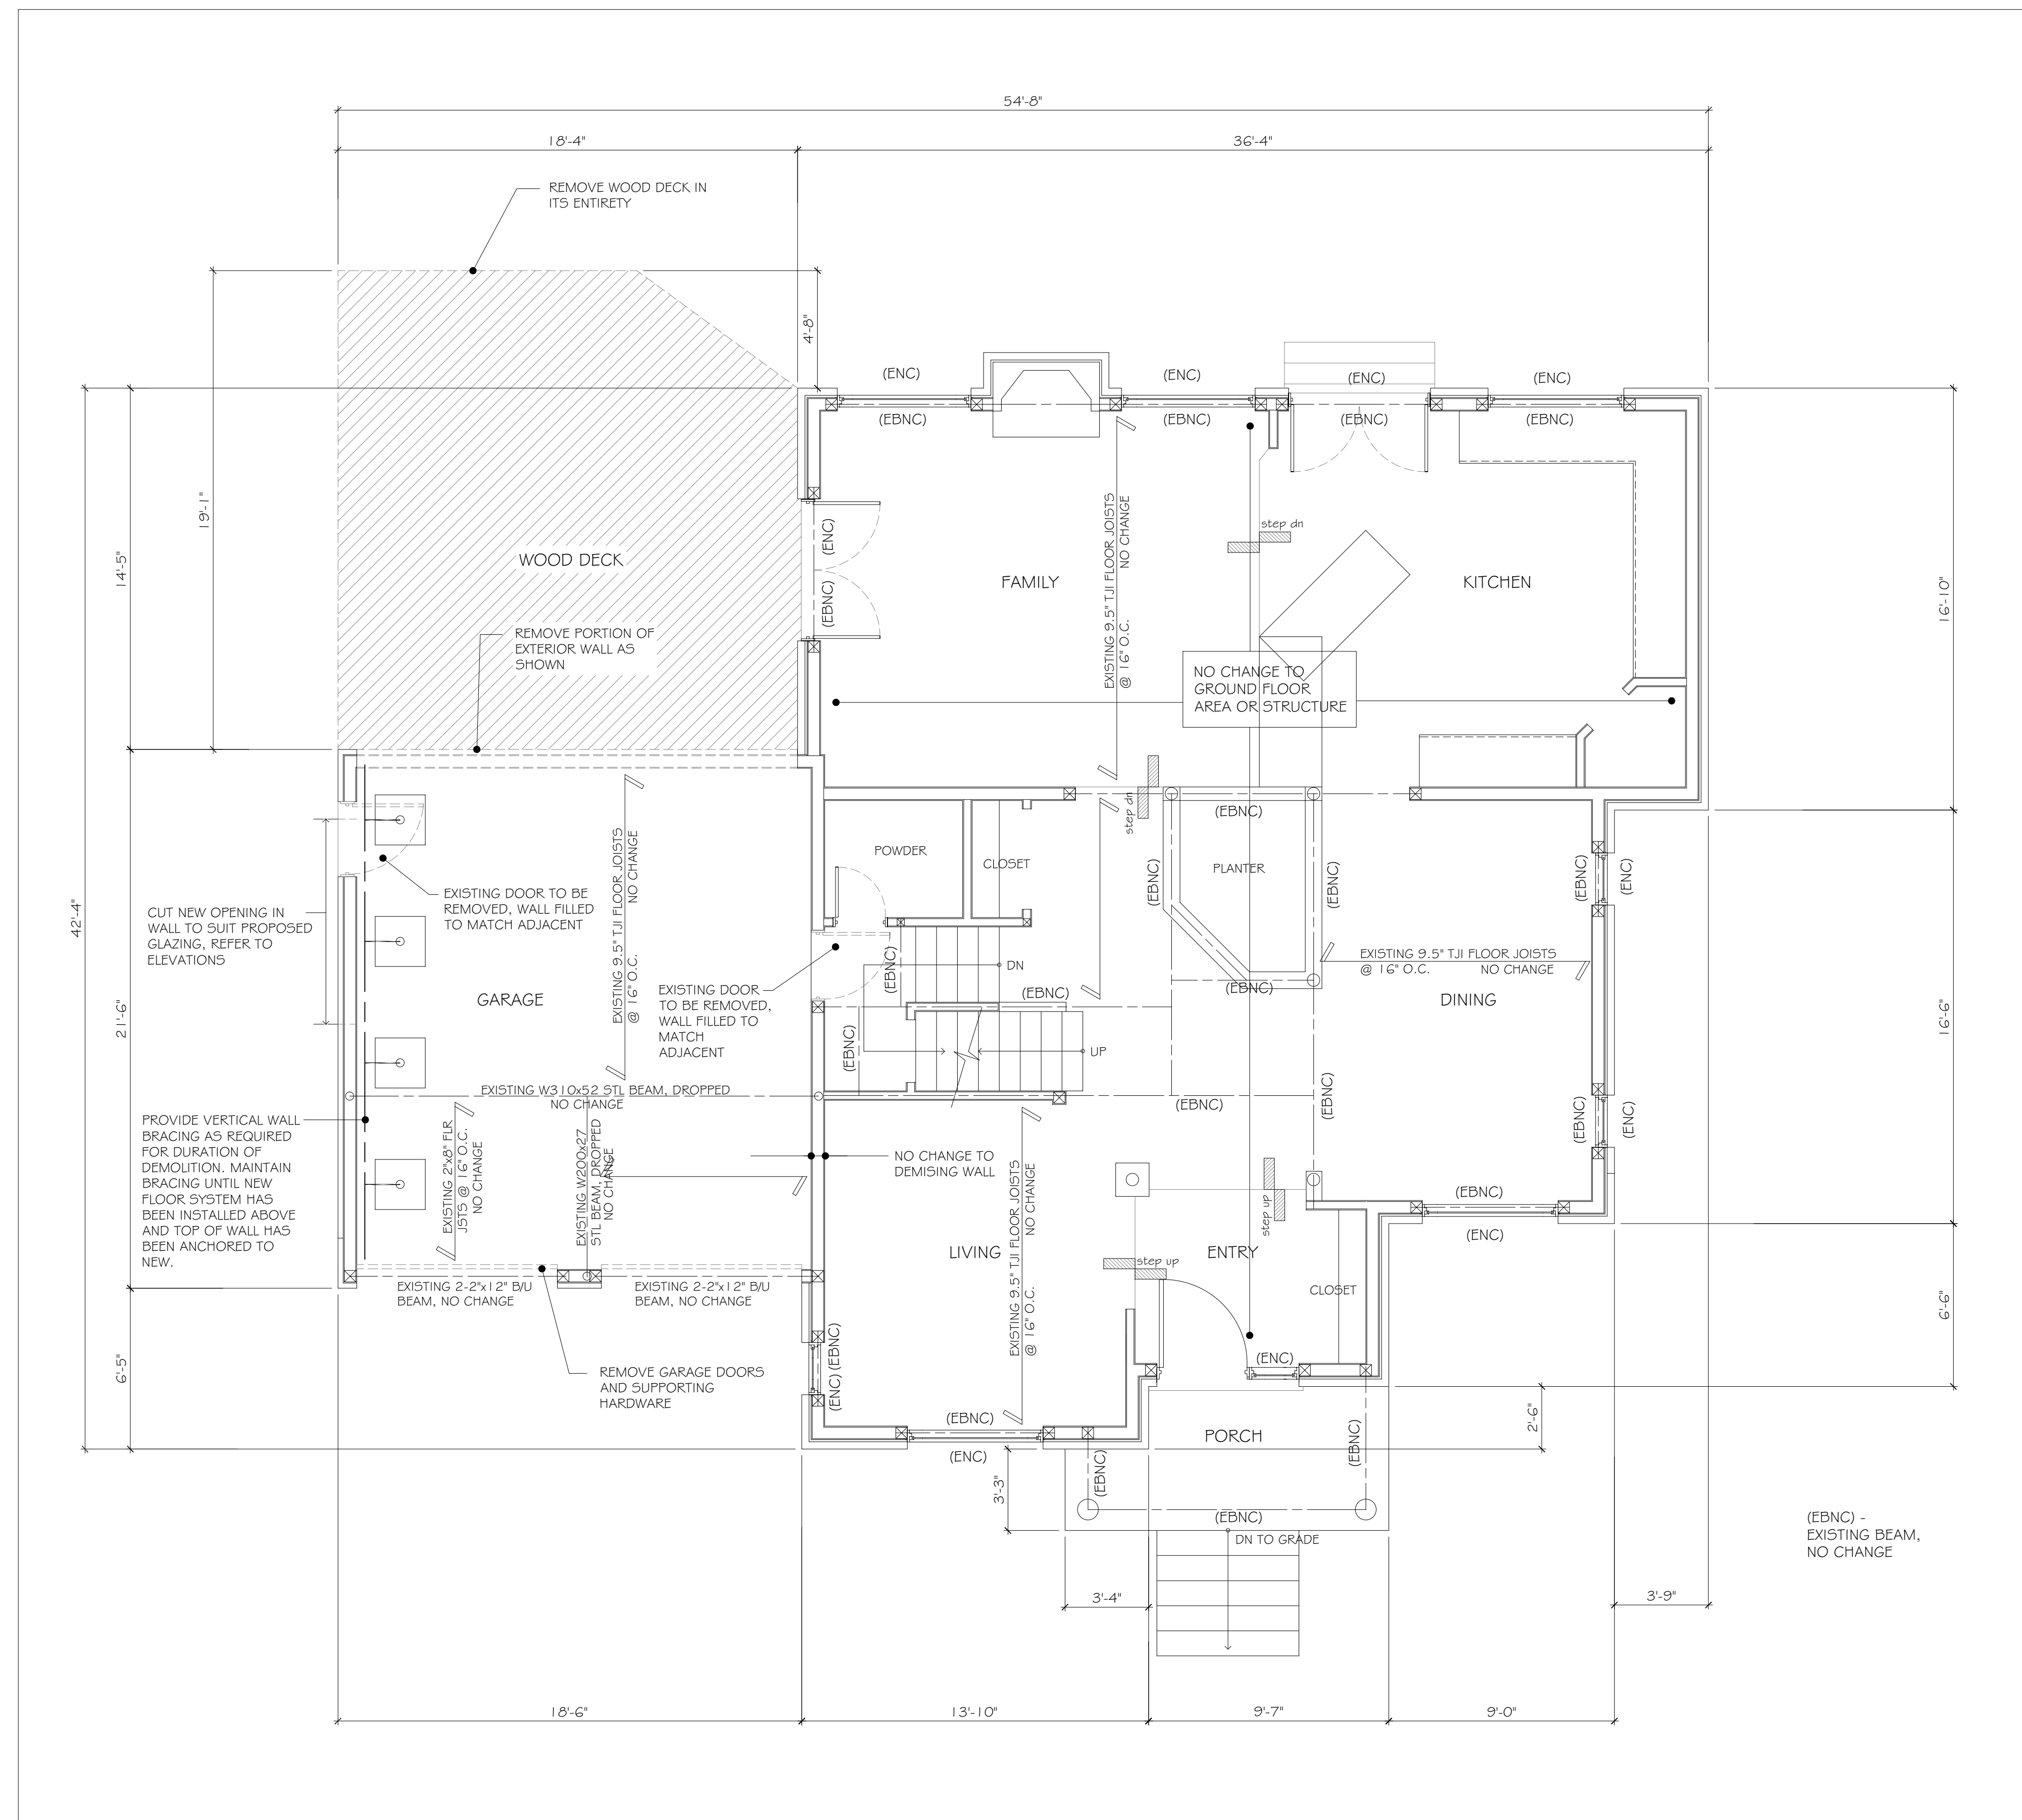 54'-8"
18'-4"
36'-4"
REMOVE WOOD DECK IN
ITS ENTIRETY
4'-8"
19'-1"
14'-5"
42'-4"
21'-6"
6'-5"
(ENC)
(ENC)
(ENC)
(ENC)
(EBNC)
(EBNC)
(EBNC)
(EBNC)
WOOD DECK
(ENC)
(EBNC)
FAMILY
EXISTING 9.5" TJI FLOOR JOISTS
@ 16" O.C. NO CHANGE
step dn
KITCHEN
16'-10"
REMOVE PORTION OF
EXTERIOR WALL AS
SHOWN
NO CHANGE TO
GROUND FLOOR
AREA OR STRUCTURE
step dn
(EBNC)
POWDER
CLOSET
PLANTER
(EBNC)
(EBNC)
(EBNC)
(ENC)
EXISTING 9.5" TJI FLOOR JOISTS
@ 16" O.C. NO CHANGE
EXISTING DOOR TO BE
REMOVED, WALL FILLED
TO MATCH ADJACENT
CUT NEW OPENING IN
WALL TO SUIT PROPOSED
GLAZING, REFER TO
ELEVATIONS
(EBNC)
DN
EXISTING 9.5" TJI FLOOR JOISTS
@ 16" O.C. NO CHANGE
(EBNC)
(EBNC)
GARAGE
EXISTING DOOR
TO BE REMOVED,
WALL FILLED TO
MATCH
ADJACENT
DINING
16'-6"
(EBNC)
UP
EXISTING W310x52 STL BEAM, DROPPED
NO CHANGE
(EBNC)
(EBNC)
(EBNC)
(ENC)
PROVIDE VERTICAL WALL
BRACING AS REQUIRED
FOR DURATION OF
DEMOLITION. MAINTAIN
BRACING UNTIL NEW
FLOOR SYSTEM HAS
BEEN INSTALLED ABOVE
AND TOP OF WALL HAS
BEEN ANCHORED TO
NEW.
EXISTING 2"x8" FLR
JSTS @ 16" O.C.
NO CHANGE
EXISTING W200x27
STL BEAM, DROPPED
NO CHANGE
NO CHANGE TO
DEMISING WALL
EXISTING 9.5" TJI FLOOR JOISTS
@ 16" O.C. NO CHANGE
step up
(EBNC)
(ENC)
LIVING
ENTRY
step up
CLOSET
6'-6"
EXISTING 2-2"x12" B/U
BEAM, NO CHANGE
EXISTING 2-2"x12" B/U
BEAM, NO CHANGE
REMOVE GARAGE DOORS
AND SUPPORTING
HARDWARE
(ENC) (EBNC)
(ENC)
(EBNC)
(ENC)
PORCH
2'-6"
(EBNC)
(EBNC)
3'-3"
(EBNC)
DN TO GRADE
(EBNC) -
EXISTING BEAM,
NO CHANGE
3'-4"
3'-9"
18'-6"
13'-10"
9'-7"
9'-0"